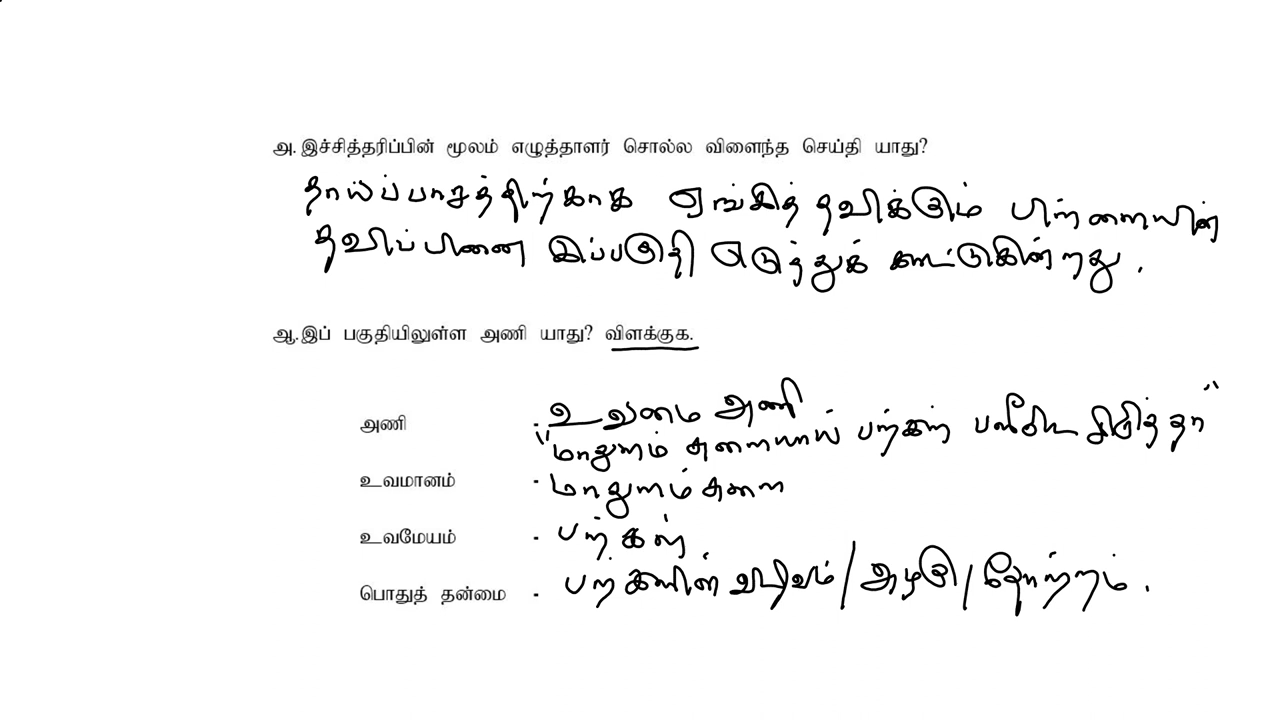 அ.இச்சித்தரிப்பின் மூலம் எழுத்தாளர் சொல்ல விளைந்த செய்தி யாது?
தாய்ப்பாசத்திற்காக ஏங்கித் தவிக்கும் பிள்ளையின்
தவிப்பினை இப்பகுதி எடுத்துக் காட்டுகின்றது.
ஆ.இப் பகுதியிலுள்ள அணி யாது? விளக்குக.
அணி - உவமை அணி
"மாதுளம் சுளையாய் பற்கள் பளீரிட சிரித்தா"
உவமானம் - மாதுளம் சுளை
உவமேயம் - பற்கள்
பொதுத் தன்மை - பற்களின் வடிவம் / அழகு / தோற்றம்.